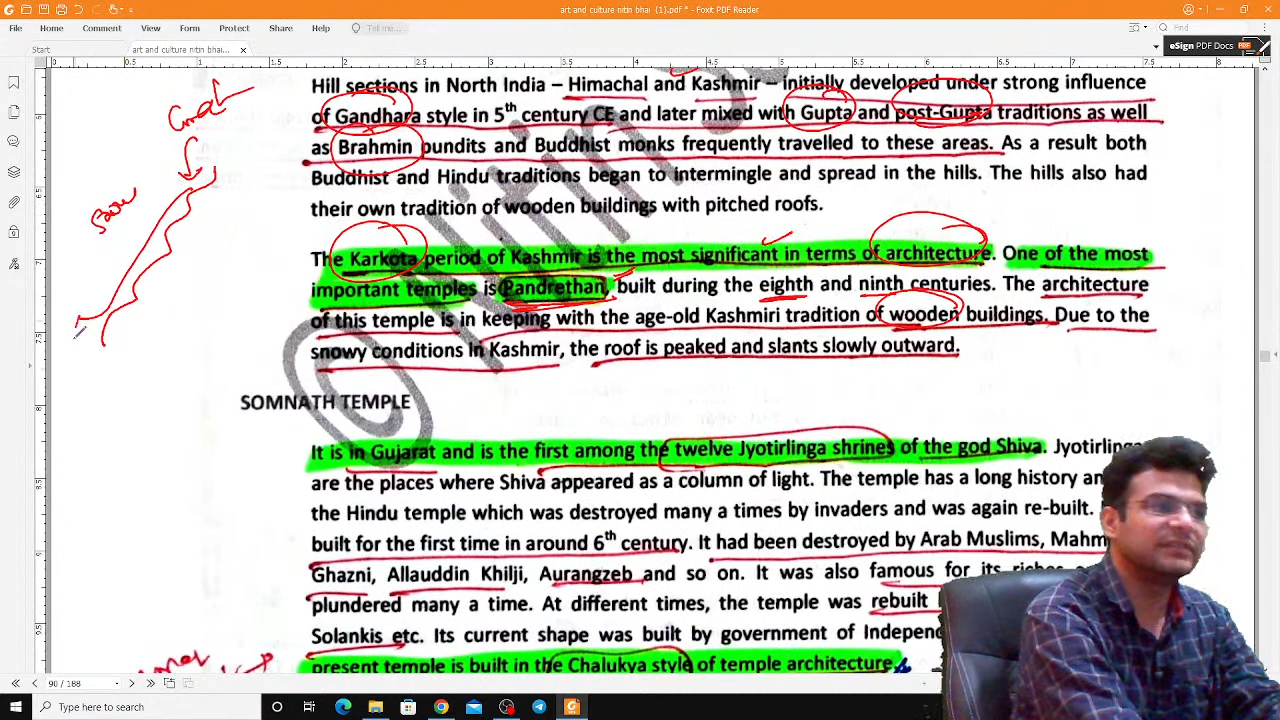 art and culture nitin bhai {1}.pdf * - Foxit PDF Reader
File Home Comment View Form Protect Share Help Tell me... Find
Start art and culture nitin bhai... eSign PDF Docs
Hill sections in North India – Himachal and Kashmir – initially developed under strong influence
of Gandhara style in 5th century CE and later mixed with Gupta and post-Gupta traditions as well
as Brahmin pundits and Buddhist monks frequently travelled to these areas. As a result both
Buddhist and Hindu traditions began to intermingle and spread in the hills. The hills also had
their own tradition of wooden buildings with pitched roofs.
The Karkota period of Kashmir is the most significant in terms of architecture. One of the most
important temples is Pandrethan, built during the eighth and ninth centuries. The architecture
of this temple is in keeping with the age-old Kashmiri tradition of wooden buildings. Due to the
snowy conditions in Kashmir, the roof is peaked and slants slowly outward.
SOMNATH TEMPLE
It is in Gujarat and is the first among the twelve Jyotirlinga shrines of the god Shiva. Jyotirlinga
are the places where Shiva appeared as a column of light. The temple has a long history an
the Hindu temple which was destroyed many a times by invaders and was again re-built.
built for the first time in around 6th century. It had been destroyed by Arab Muslims, Mahm
Ghazni, Allauddin Khilji, Aurangzeb and so on. It was also famous for its riches
plundered many a time. At different times, the temple was rebuilt
Solankis etc. Its current shape was built by government of Independ
present temple is built in the Chalukya style of temple architecture.
90 / 188 125%
Type here to search